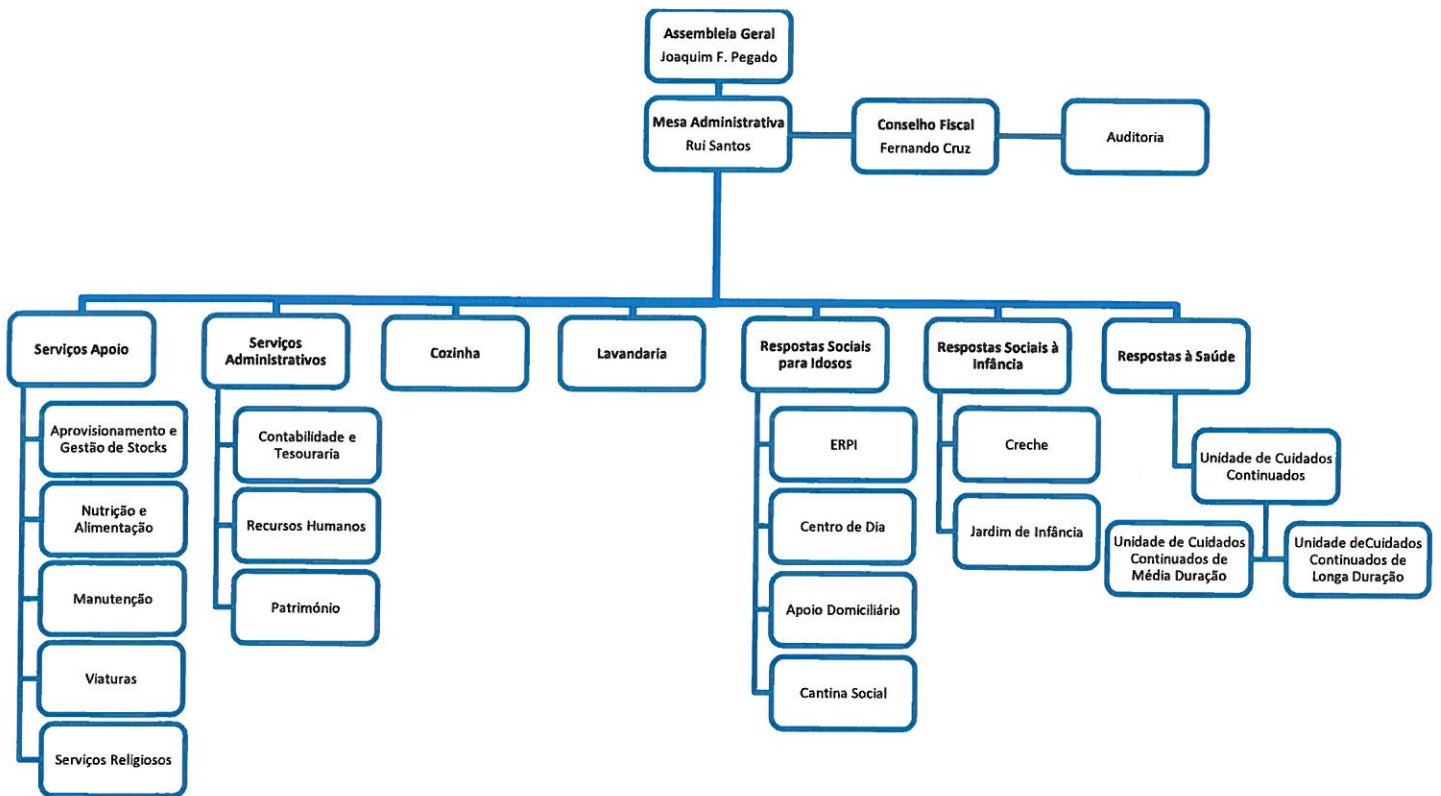 Assembleia Geral
Joaquim F. Pegado
Mesa Administrativa
Rui Santos
Conselho Fiscal
Fernando Cruz
Auditoria
Serviços Apoio
Serviços
Administrativos
Cozinha
Lavandaria
Respostas Sociais
para Idosos
Respostas Sociais à
Infância
Respostas à Saúde
Aprovisionamento e
Gestão de Stocks
Nutrição e
Alimentação
Manutenção
Viaturas
Serviços Religiosos
Contabilidade e
Tesouraria
Recursos Humanos
Património
ERPI
Centro de Dia
Apoio Domiciliário
Cantina Social
Creche
Jardim de Infância
Unidade de Cuidados
Continuados
Unidade de Cuidados
Continuados de
Média Duração
Unidade deCuidados
Continuados de
Longa Duração